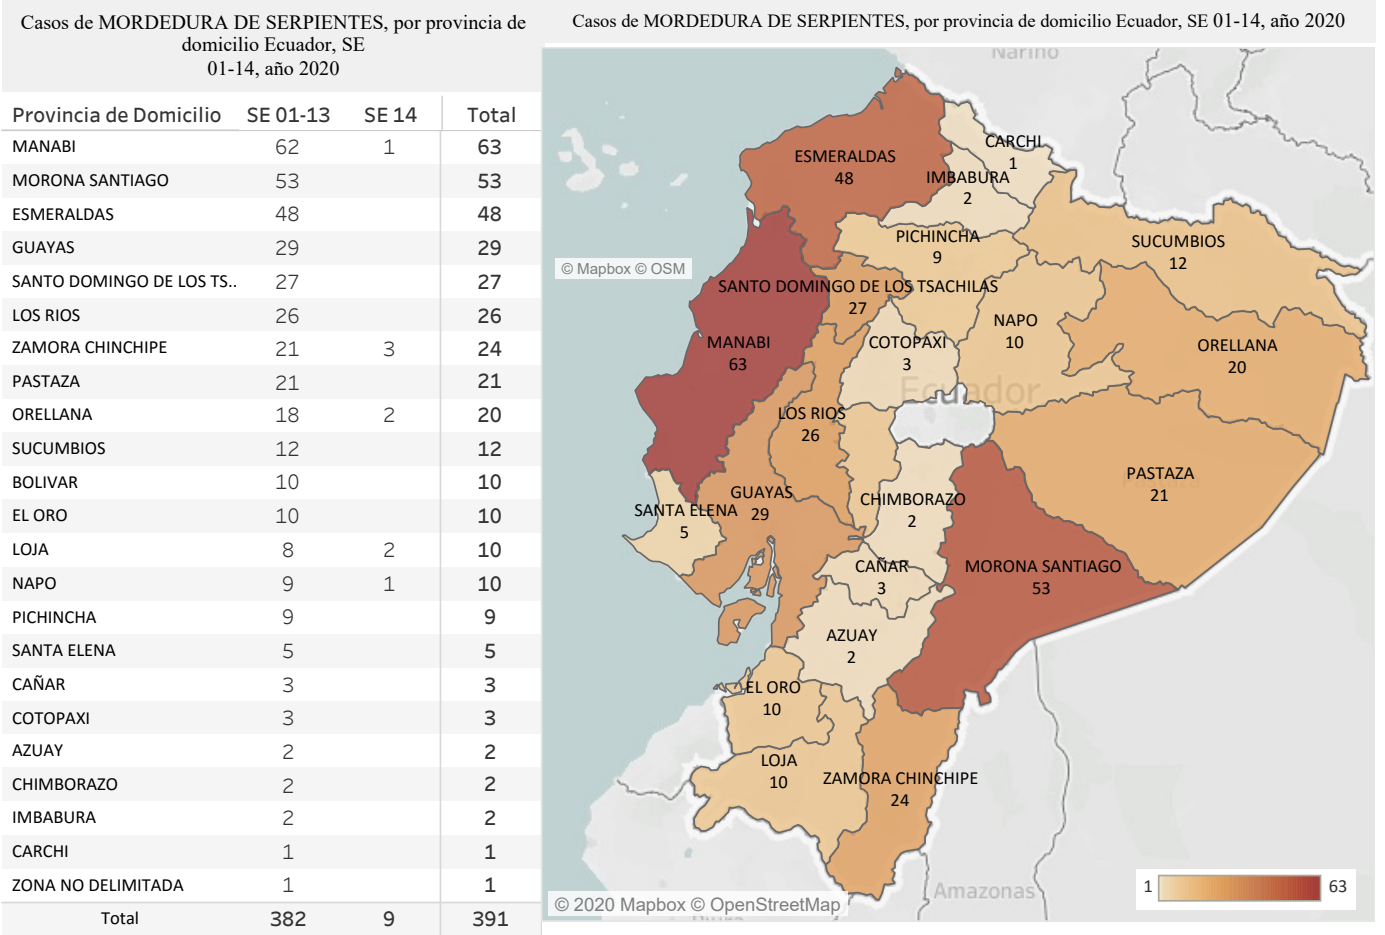 Casos de MORDEDURA DE SERPIENTES, por provincia de
domicilio Ecuador, SE
01-14, año 2020
Provincia de Domicilio SE 01-13 SE 14 Total
MANABI 62 1 63
MORONA SANTIAGO 53 53
ESMERALDAS 48 48
GUAYAS 29 29
SANTO DOMINGO DE LOS TS.. 27 27
LOS RIOS 26 26
ZAMORA CHINCHIPE 21 3 24
PASTAZA 21 21
ORELLANA 18 2 20
SUCUMBIOS 12 12
BOLIVAR 10 10
EL ORO 10 10
LOJA 8 2 10
NAPO 9 1 10
PICHINCHA 9 9
SANTA ELENA 5 5
CAÑAR 3 3
COTOPAXI 3 3
AZUAY 2 2
CHIMBORAZO 2 2
IMBABURA 2 2
CARCHI 1 1
ZONA NO DELIMITADA 1 1
Total 382 9 391
Casos de MORDEDURA DE SERPIENTES, por provincia de domicilio Ecuador, SE 01-14, año 2020
Nariño
CARCHI
1
ESMERALDAS
48
IMBABURA
2
PICHINCHA
9
SUCUMBIOS
12
© Mapbox © OSM
SANTO DOMINGO DE LOS TSACHILAS
27
NAPO
10
MANABI
63
COTOPAXI
3
ORELLANA
20
Ecuador
LOS RIOS
26
PASTAZA
21
GUAYAS
29
CHIMBORAZO
2
SANTA ELENA
5
CAÑAR
3
MORONA SANTIAGO
53
AZUAY
2
EL ORO
10
LOJA
10
ZAMORA CHINCHIPE
24
1 63
Amazonas
© 2020 Mapbox © OpenStreetMap